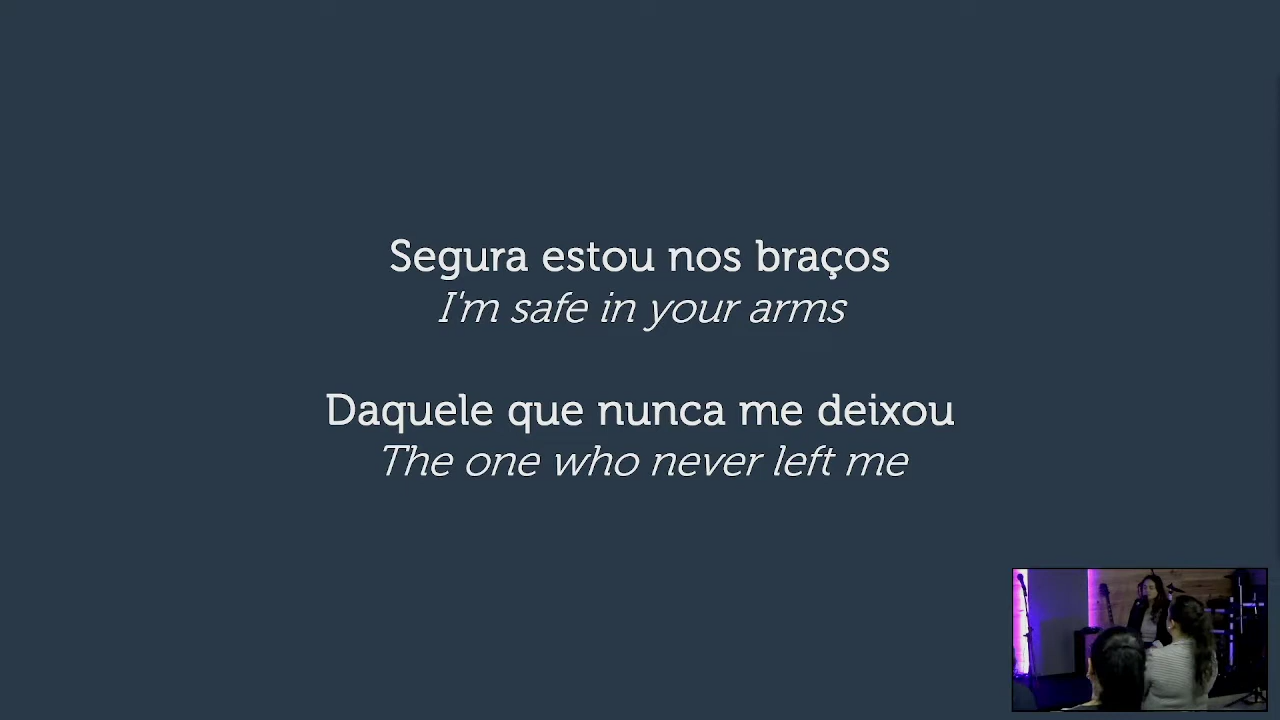 Segura estou nos braços
I'm safe in your arms
Daquele que nunca me deixou
The one who never left me